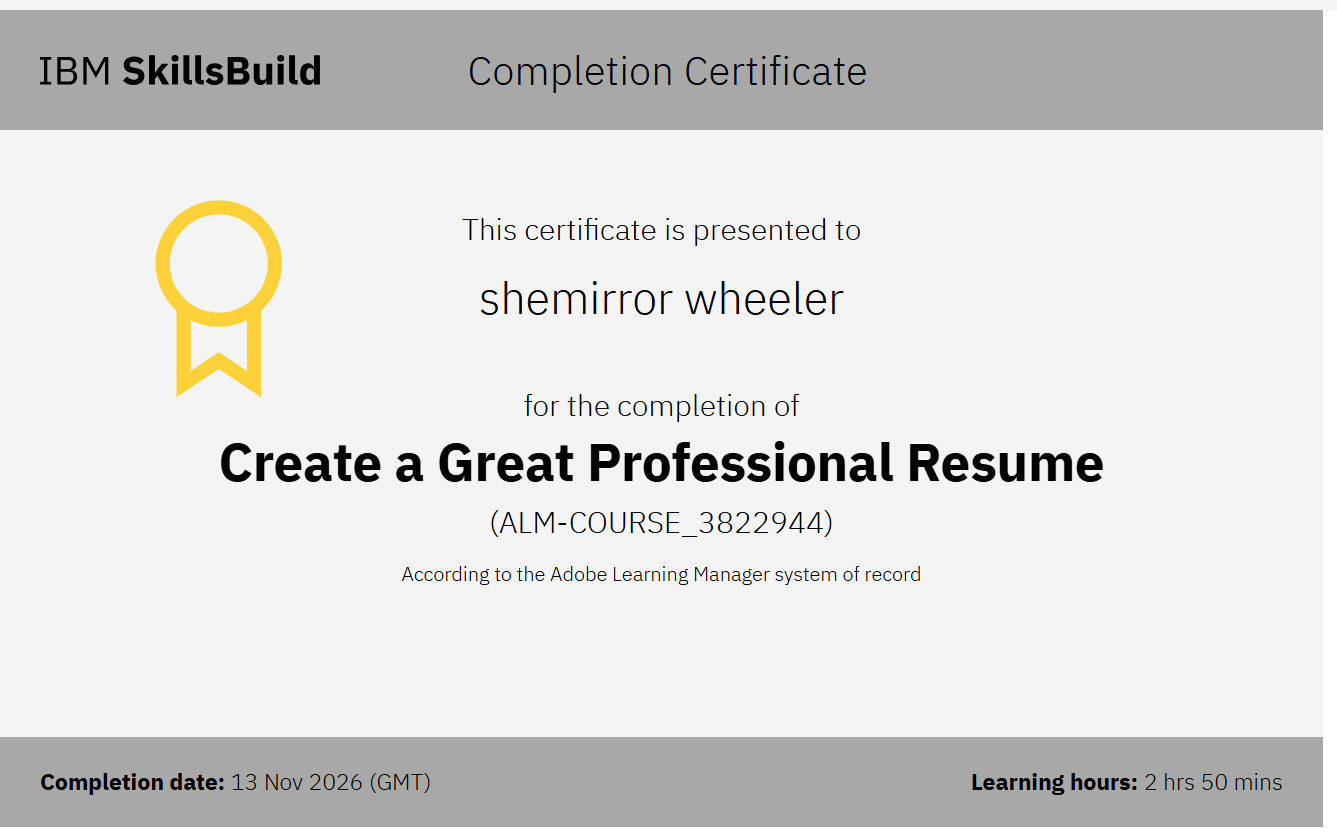 IBM SkillsBuild Completion Certificate
This certificate is presented to
shemirror wheeler
for the completion of
Create a Great Professional Resume
(ALM-COURSE_3822944)
According to the Adobe Learning Manager system of record
Completion date: 13 Nov 2026 (GMT)
Learning hours: 2 hrs 50 mins